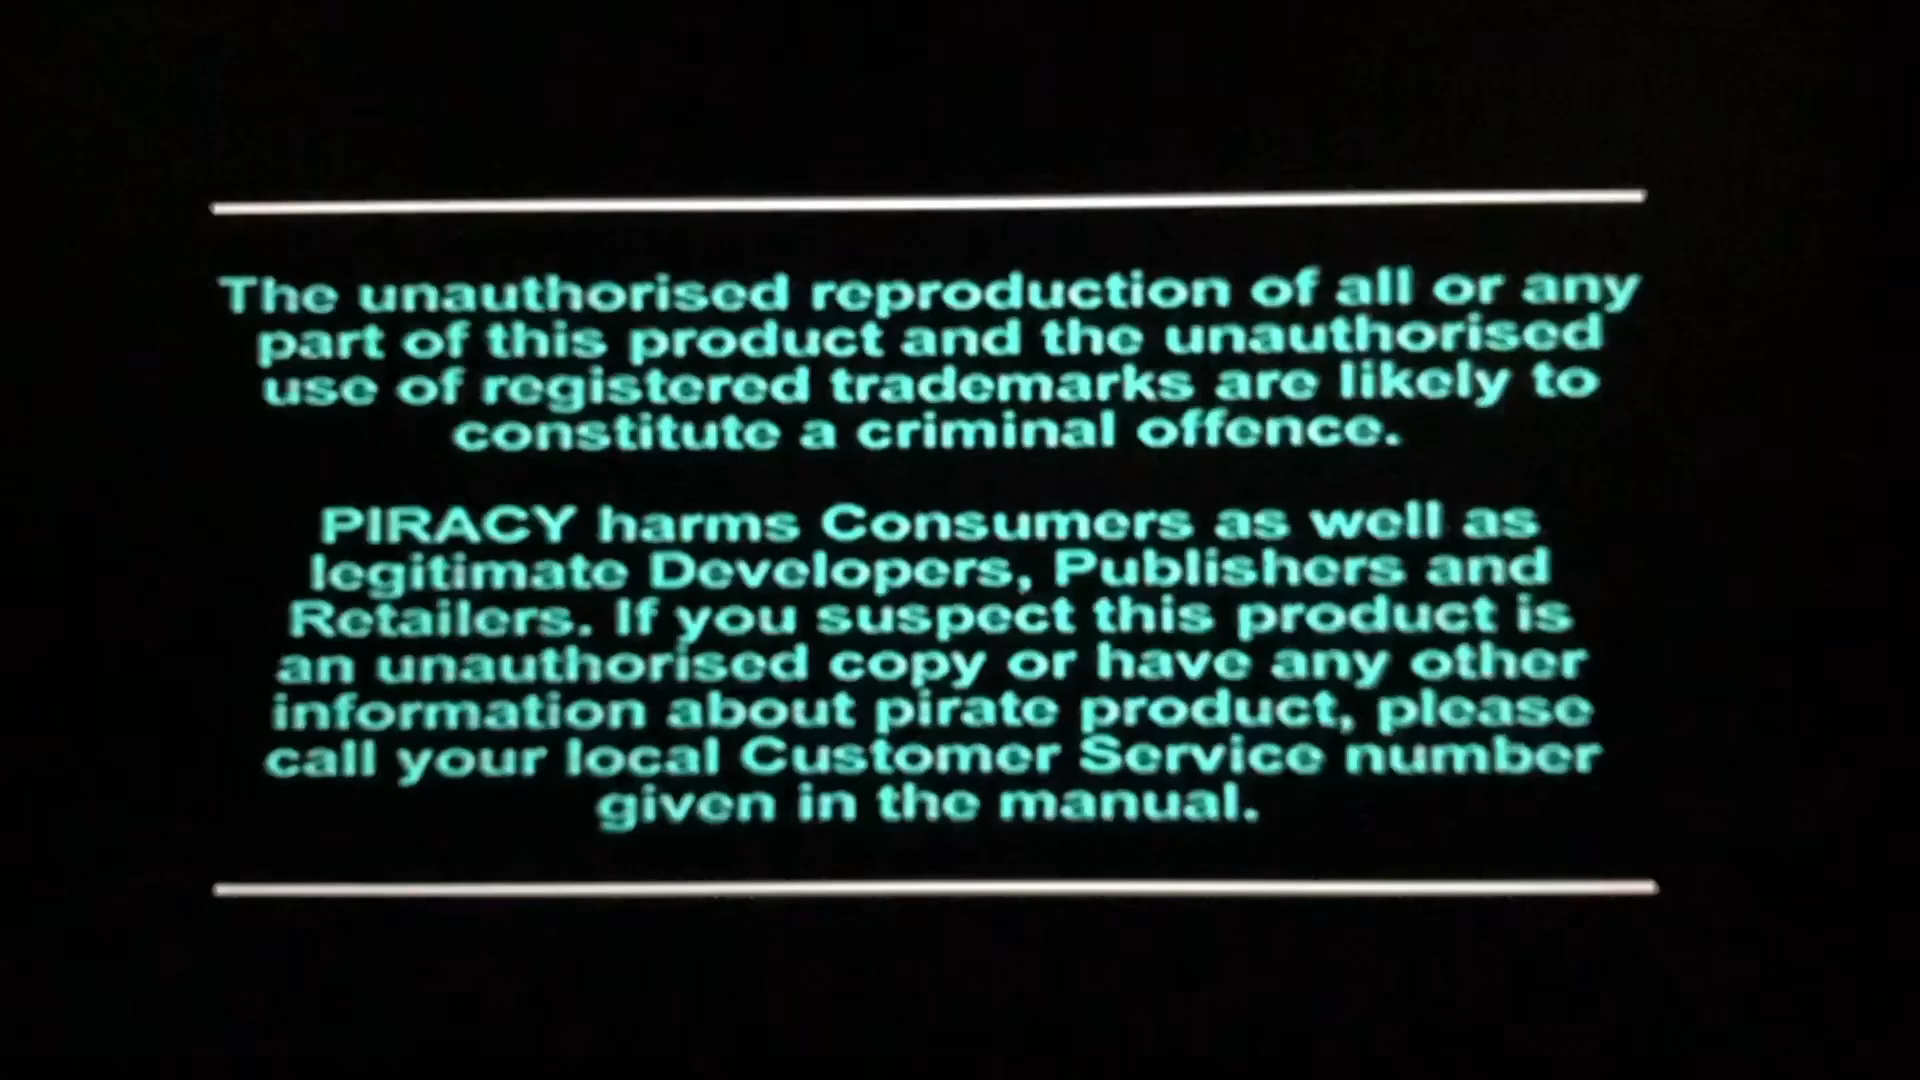 The unauthorised reproduction of all or any
part of this product and the unauthorised
use of registered trademarks are likely to
constitute a criminal offence.
PIRACY harms Consumers as well as
legitimate Developers, Publishers and
Retailers. If you suspect this product is
an unauthorised copy or have any other
information about pirate product, please
call your local Customer Service number
given in the manual.